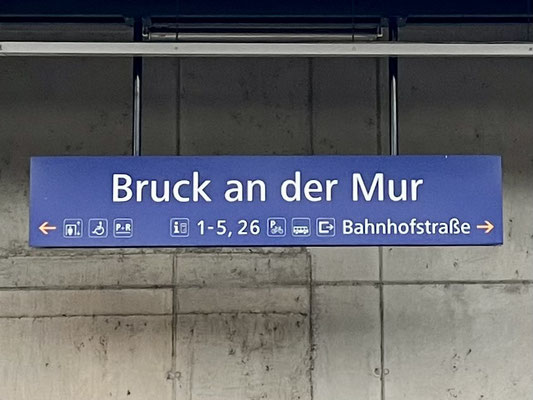 Bruck an der Mur
← P+R i 1-5, 26 P Bahnhofstraße →